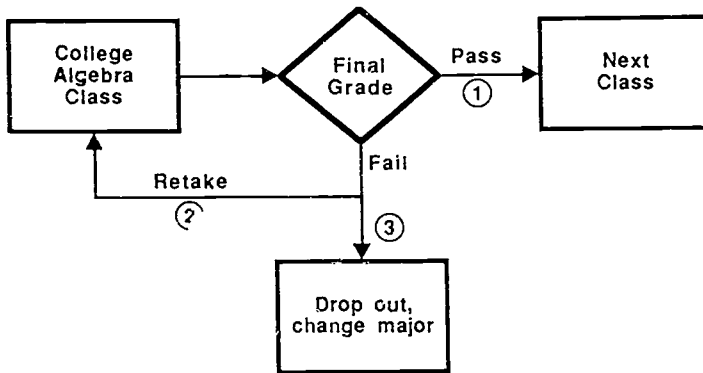 College
Algebra
Class
Final
Grade
Pass
1
Next
Class
Fail
Retake
2
3
Drop out,
change major